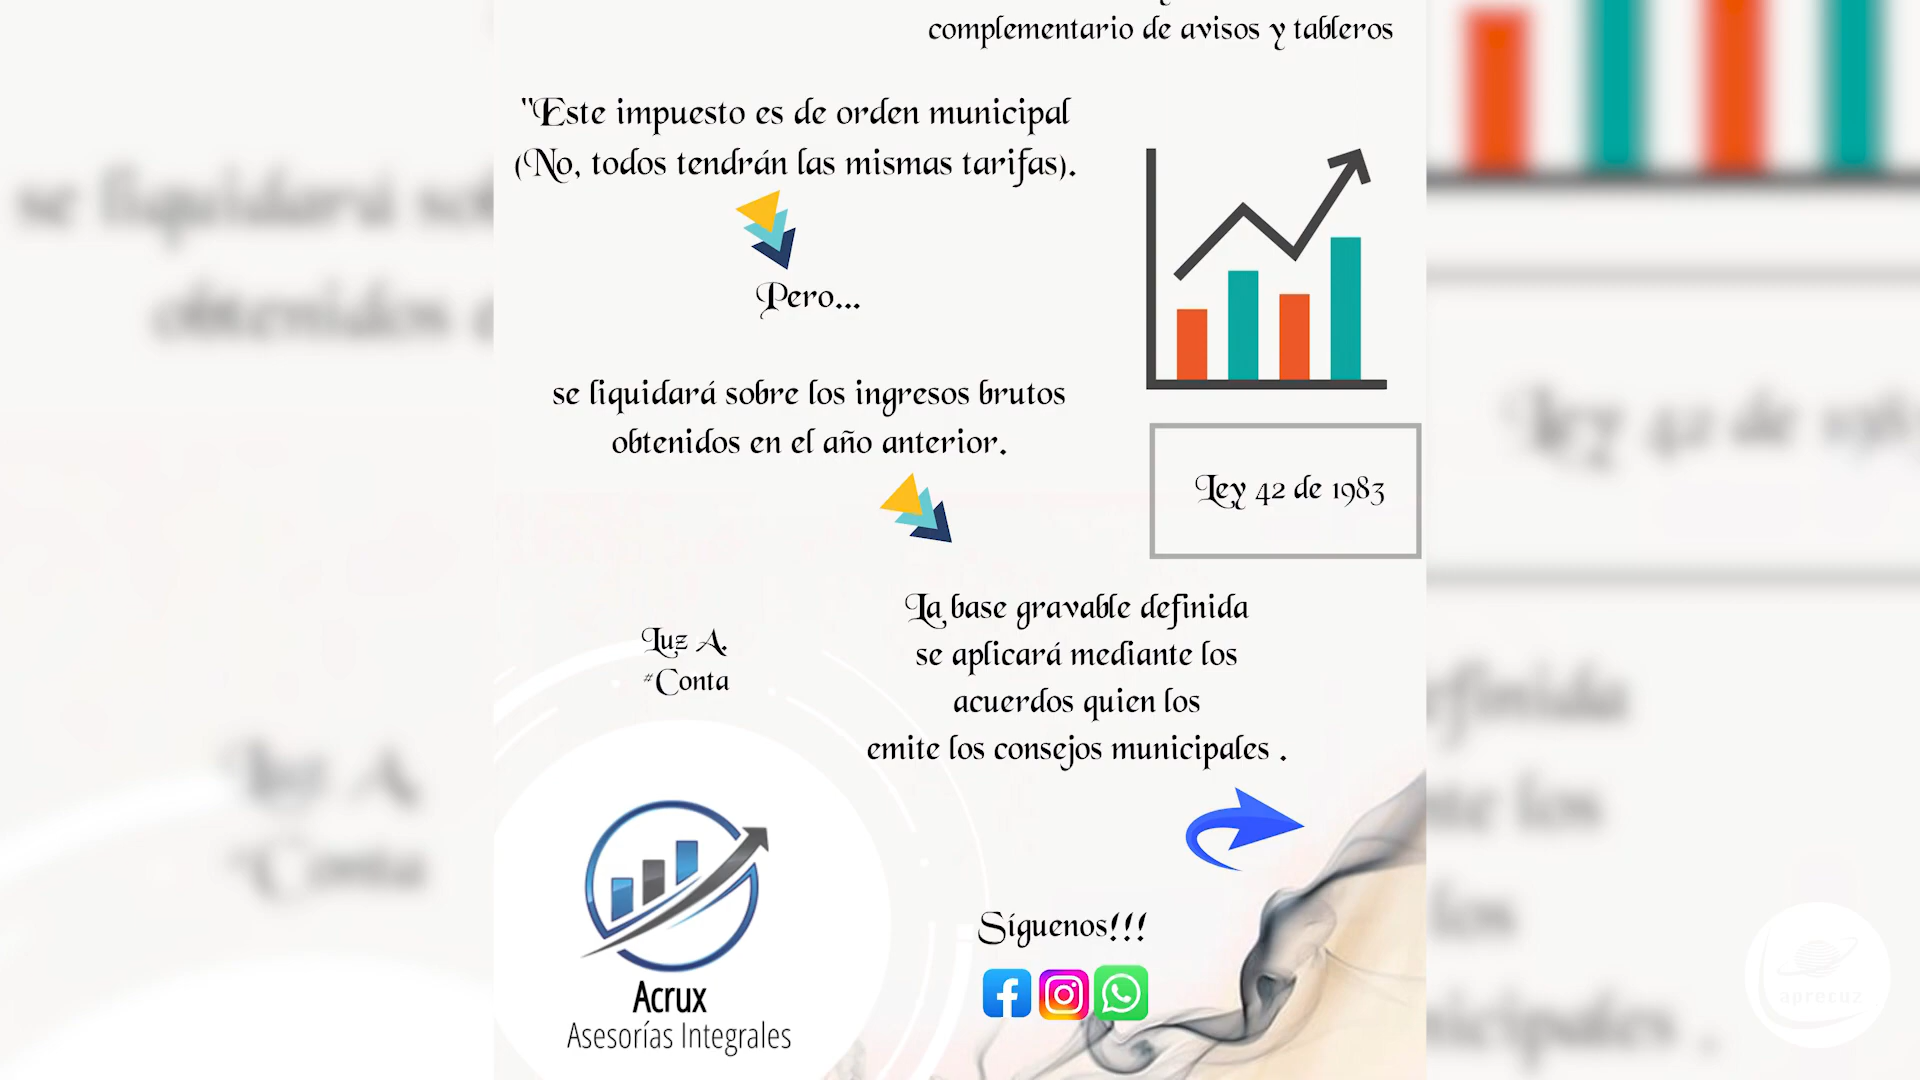 complementario de avisos y tableros
"Este impuesto es de orden municipal
(No, todos tendrán las mismas tarifas).
Pero...
se liquidará sobre los ingresos brutos
obtenidos en el año anterior.
Ley 42 de 1983
La base gravable definida
se aplicará mediante los
acuerdos quien los
emite los consejos municipales .
Luz A.
#Conta
Síguenos!!!
Acrux
Asesorías Integrales
aprecuz